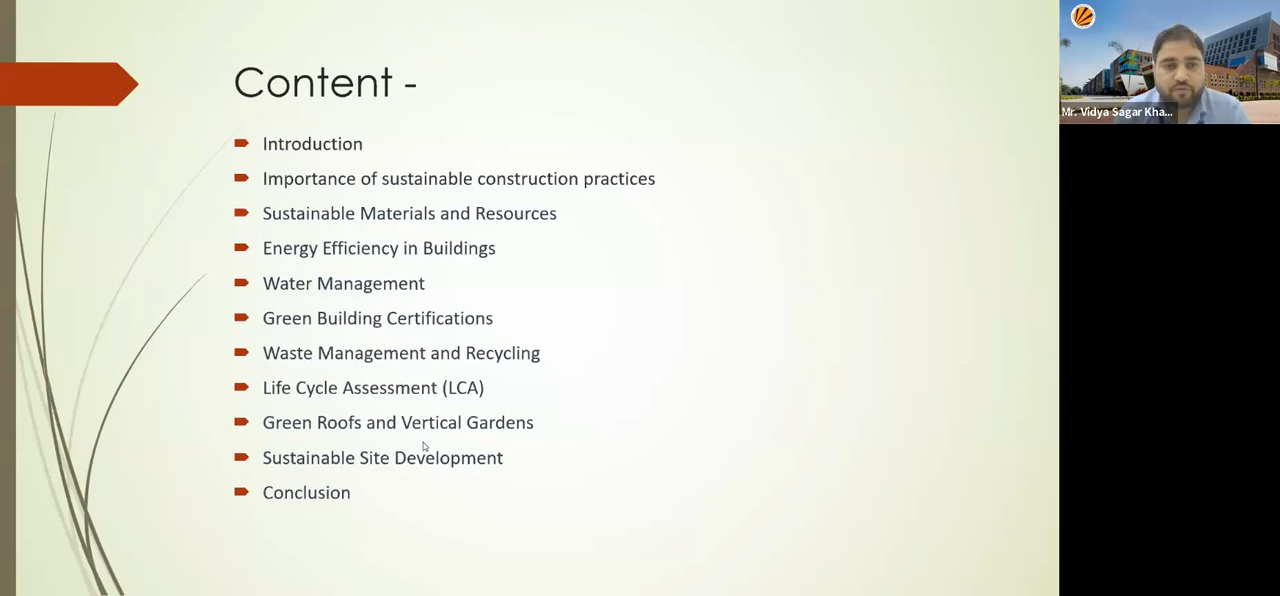 Content -
Introduction
Importance of sustainable construction practices
Sustainable Materials and Resources
Energy Efficiency in Buildings
Water Management
Green Building Certifications
Waste Management and Recycling
Life Cycle Assessment (LCA)
Green Roofs and Vertical Gardens
Sustainable Site Development
Conclusion
Mr. Vidya Sagar Kha...